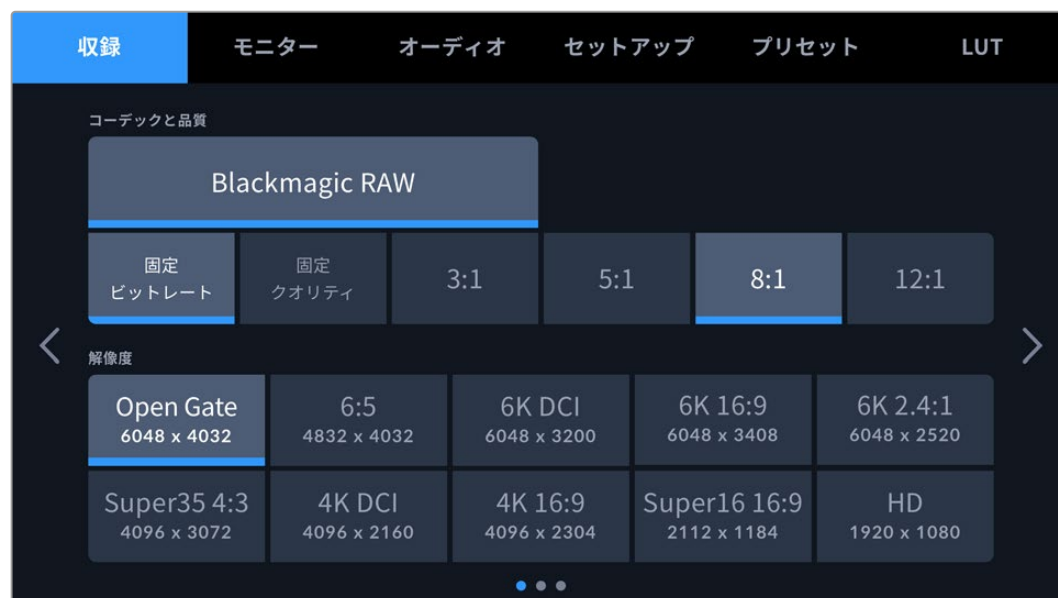 収録 モニター オーディオ セットアップ プリセット LUT
コーデックと品質
Blackmagic RAW
固定 ビットレート 固定 クオリティ 3:1 5:1 8:1 12:1
解像度
Open Gate 6:5 6K DCI 6K 16:9 6K 2.4:1
6048 x 4032 4832 x 4032 6048 x 3200 6048 x 3408 6048 x 2520
Super35 4:3 4K DCI 4K 16:9 Super16 16:9 HD
4096 x 3072 4096 x 2160 4096 x 2304 2112 x 1184 1920 x 1080